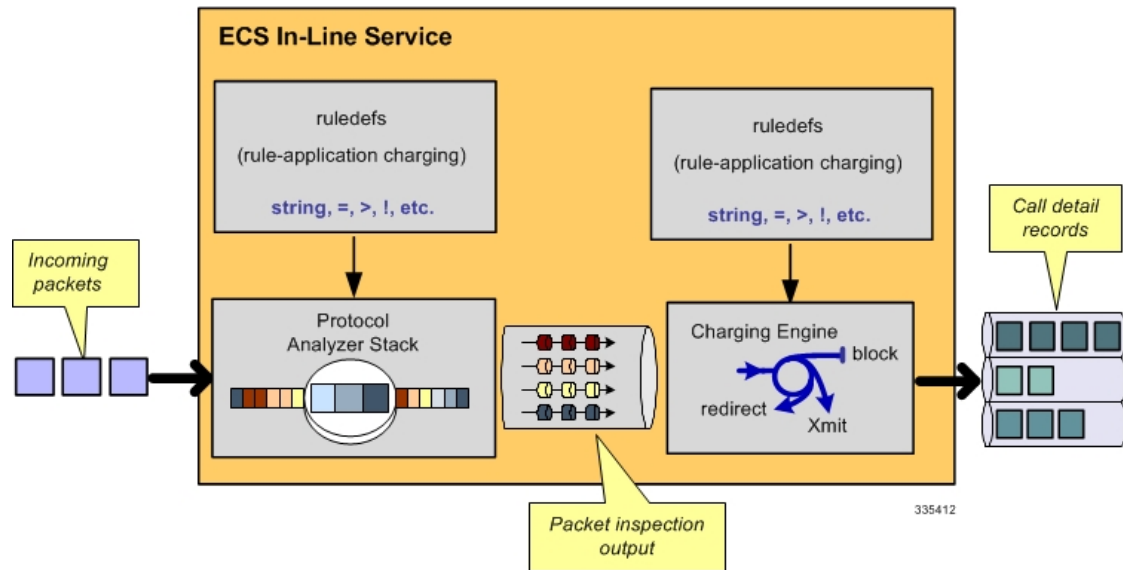 ECS In-Line Service
ruledefs
(rule-application charging)
string, =, >, !, etc.
ruledefs
(rule-application charging)
string, =, >, !, etc.
Incoming
packets
Call detail
records
Protocol
Analyzer Stack
Charging Engine
block
redirect
Xmit
Packet inspection
output
335412